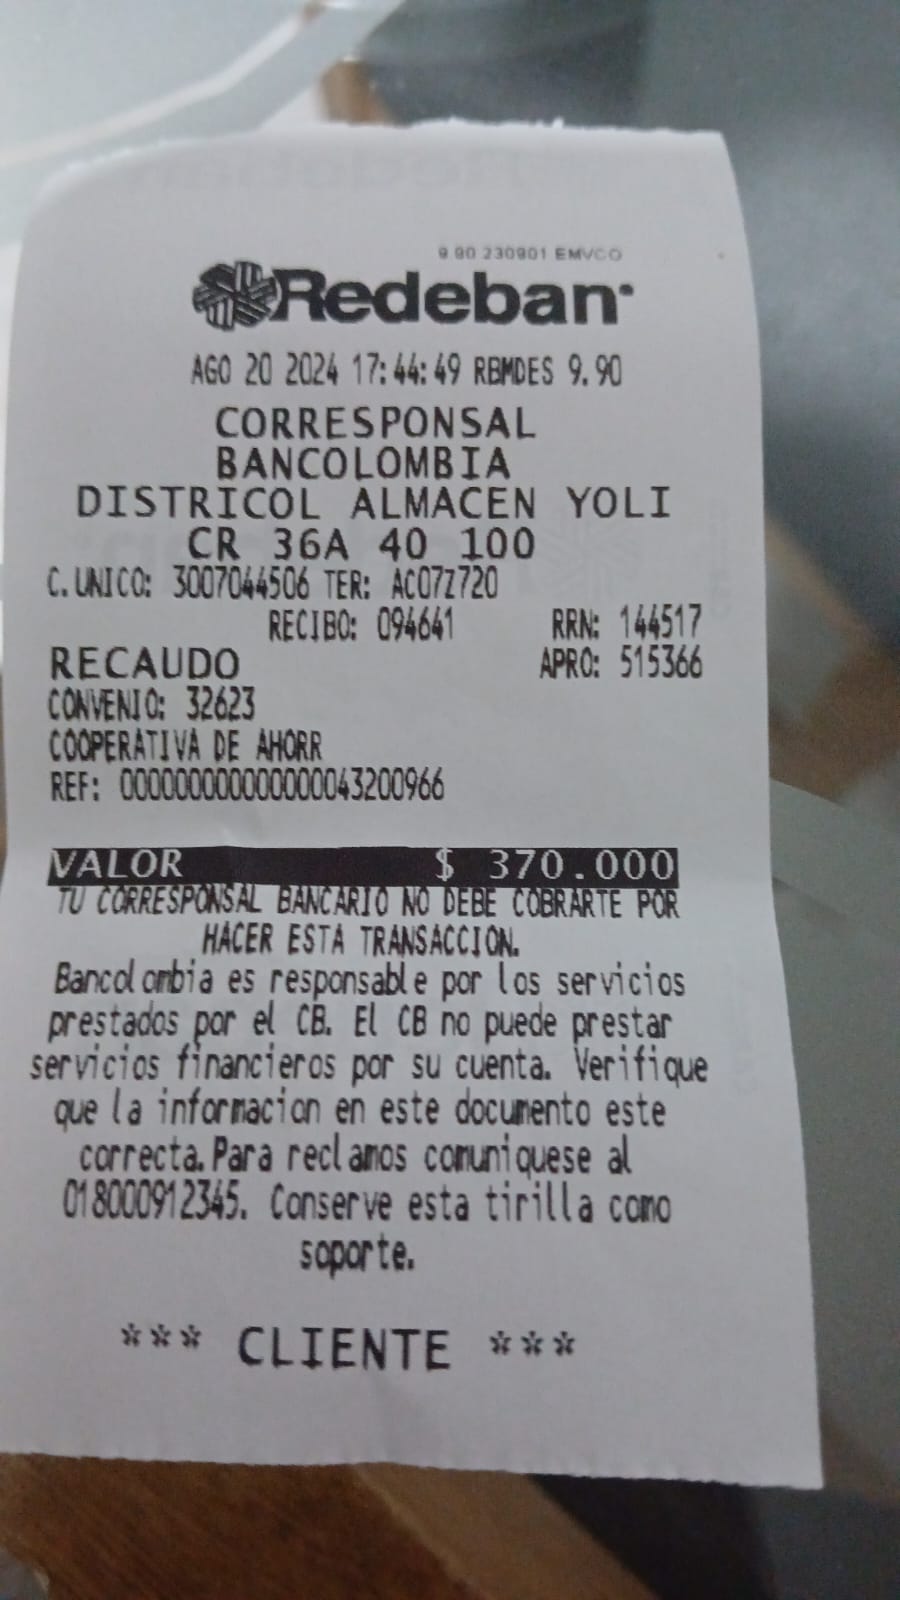 9.90 230901 EMVCO
Redeban
AGO 20 2024 17:44:49 RBMDES 9.90
CORRESPONSAL
BANCOLOMBIA
DISTRICOL ALMACEN YOLI
CR 36A 40 100
C.UNICO: 3007044506 TER: AC07Z720
RECIBO: 094641 RRN: 144517
RECAUDO APRO: 515366
CONVENIO: 32623
COOPERATIVA DE AHORR
REF: 000000000000000043200966
VALOR $ 370.000
TU CORRESPONSAL BANCARIO NO DEBE COBRARTE POR
HACER ESTA TRANSACCION.
Bancolombia es responsable por los servicios
prestados por el CB. El CB no puede prestar
servicios financieros por su cuenta. Verifique
que la informacion en este documento este
correcta.Para reclamos comuniquese al
018000912345. Conserve esta tirilla como
soporte.
*** CLIENTE ***